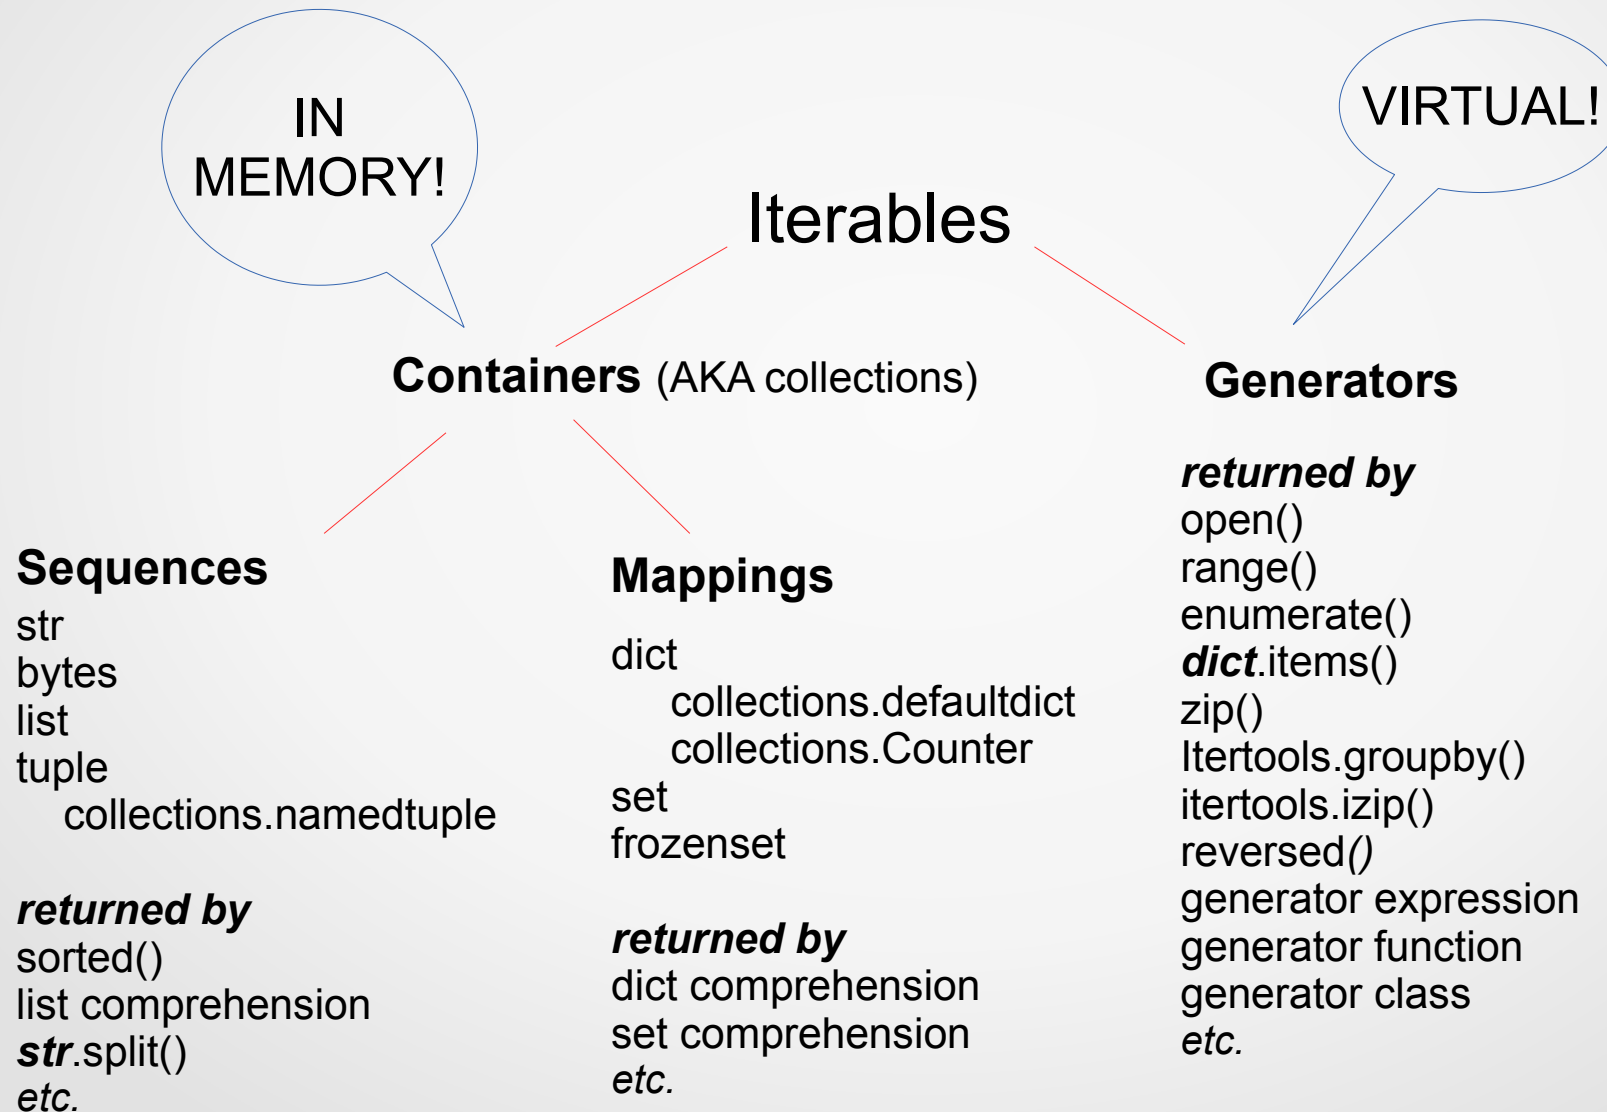 IN
MEMORY!
VIRTUAL!
Iterables
Containers (AKA collections)
Generators
Sequences
str
bytes
list
tuple
collections.namedtuple
returned by
sorted()
list comprehension
str.split()
etc.
Mappings
dict
collections.defaultdict
collections.Counter
set
frozenset
returned by
dict comprehension
set comprehension
etc.
returned by
open()
range()
enumerate()
dict.items()
zip()
Itertools.groupby()
itertools.izip()
reversed()
generator expression
generator function
generator class
etc.